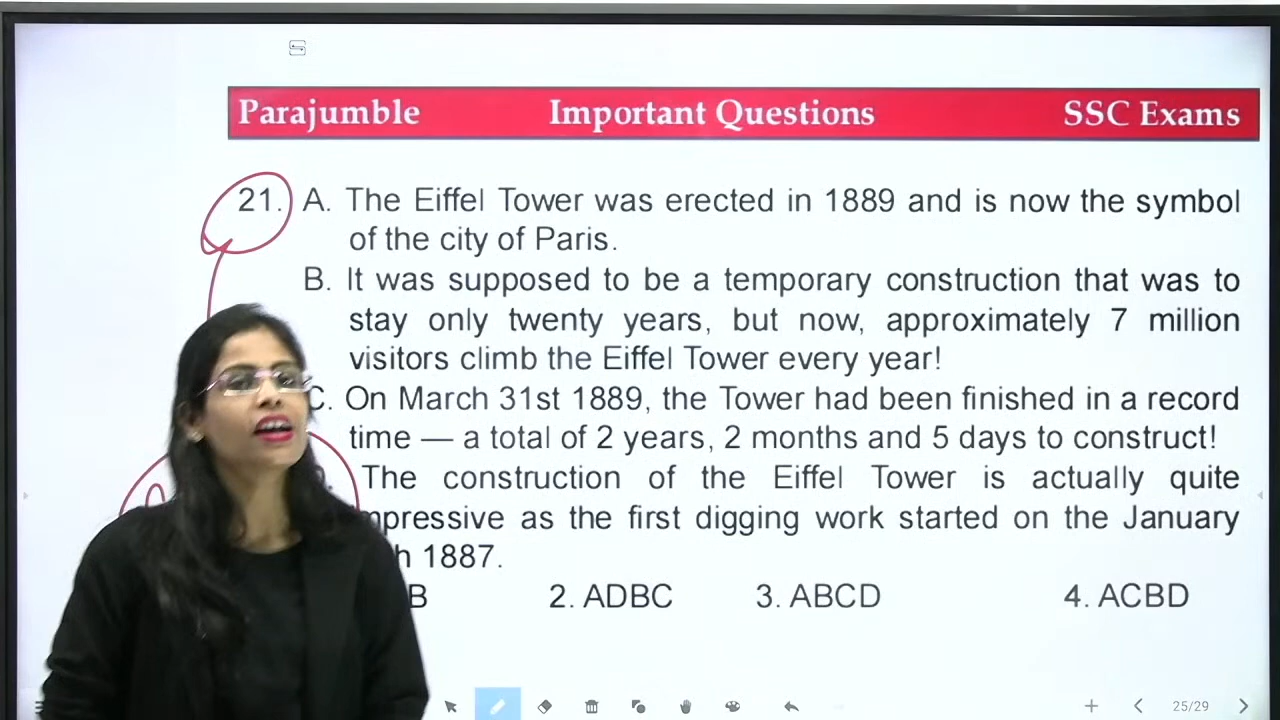 Parajumble Important Questions SSC Exams
21. A. The Eiffel Tower was erected in 1889 and is now the symbol
of the city of Paris.
B. It was supposed to be a temporary construction that was to
stay only twenty years, but now, approximately 7 million
visitors climb the Eiffel Tower every year!
C. On March 31st 1889, the Tower had been finished in a record
time — a total of 2 years, 2 months and 5 days to construct!
The construction of the Eiffel Tower is actually quite
as the first digging work started on the January
1887.
2. ADBC 3. ABCD 4. ACBD
25/29